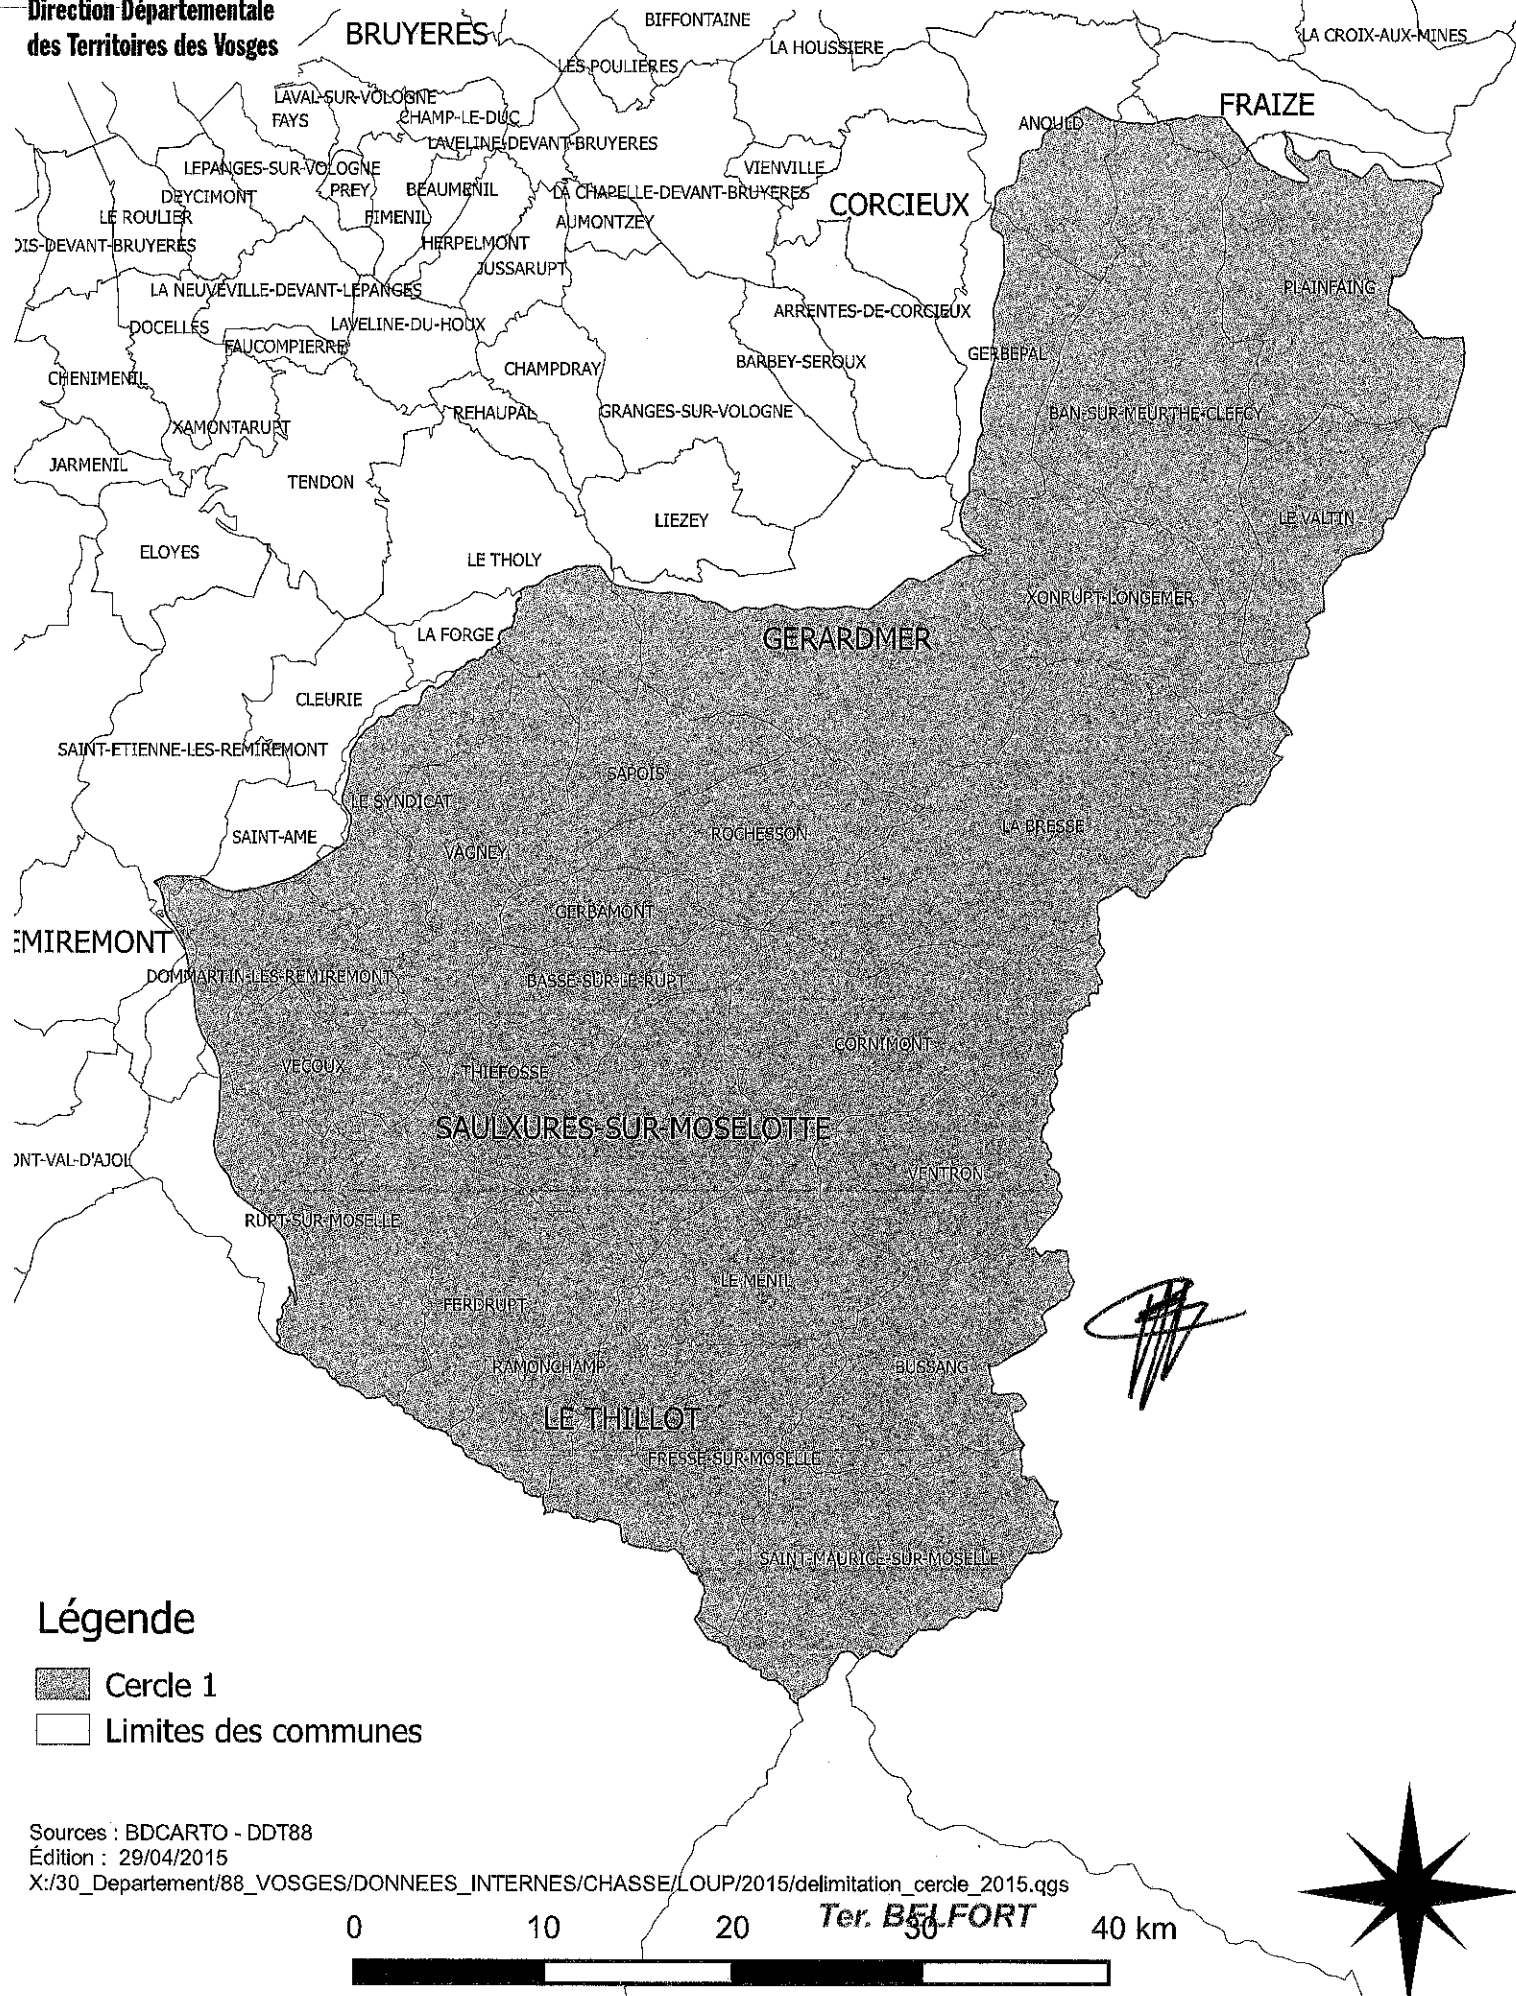 Direction Départementale
des Territoires des Vosges
BRUYERES
BIFFONTAINE
LA HOUSSIERE
LA CROIX-AUX-MINES
LES POULIERES
LAVAL-SUR-VOLOGNE
FAYS
CHAMP-LE-DUC
FRAIZE
ANOULD
LAVELINE-DEVANT-BRUYERES
LEPANGES-SUR-VOLOGNE
VIENVILLE
PREY
BEAUMENIL
LA CHAPELLE-DEVANT-BRUYERES
DEYCIMONT
CORCIEUX
LE ROULIER
FIMENIL
AUMONTZEY
OIS-DEVANT-BRUYERES
HERPELMONT
JUSSARUPT
LA NEUVEVILLE-DEVANT-LEPANGES
PLAINFAING
ARRENTES-DE-CORCIEUX
DOCELLES
LAVELINE-DU-HOUX
FAUCOMPIERRE
GERBEPAL
CHENIMENIL
CHAMPDRAY
BARBEY-SEROUX
REHAUPAL
GRANGES-SUR-VOLOGNE
BAN-SUR-MEURTHE-CLEFCY
XAMONTARUPT
JARMENIL
TENDON
LIEZEY
LE VALTIN
ELOYES
LE THOLY
XONRUPT-LONGEMER
LA FORGE
GERARDMER
CLEURIE
SAINT-ETIENNE-LES-REMIREMONT
SAPOIS
LE SYNDICAT
SAINT-AME
ROCHESSON
LA BRESSE
VAGNEY
GERBAMONT
EMIREMONT
DOMMARTIN-LES-REMIREMONT
BASSE-SUR-LE-RUPT
CORNIMONT
VECOUX
THIEFOSSE
SAULXURES-SUR-MOSELOTTE
ONT-VAL-D'AJOL
VENTRON
RUPT-SUR-MOSELLE
LE MENIL
FERDRUPT
RAMONCHAMP
BUSSANG
LE THILLOT
FRESSE-SUR-MOSELLE
SAINT-MAURICE-SUR-MOSELLE
Légende
Cercle 1
Limites des communes
Sources : BDCARTO - DDT88
Édition : 29/04/2015
X:/30_Departement/88_VOSGES/DONNEES_INTERNES/CHASSE/LOUP/2015/delimitation_cercle_2015.qgs
Ter. BELFORT
0 10 20 30 40 km